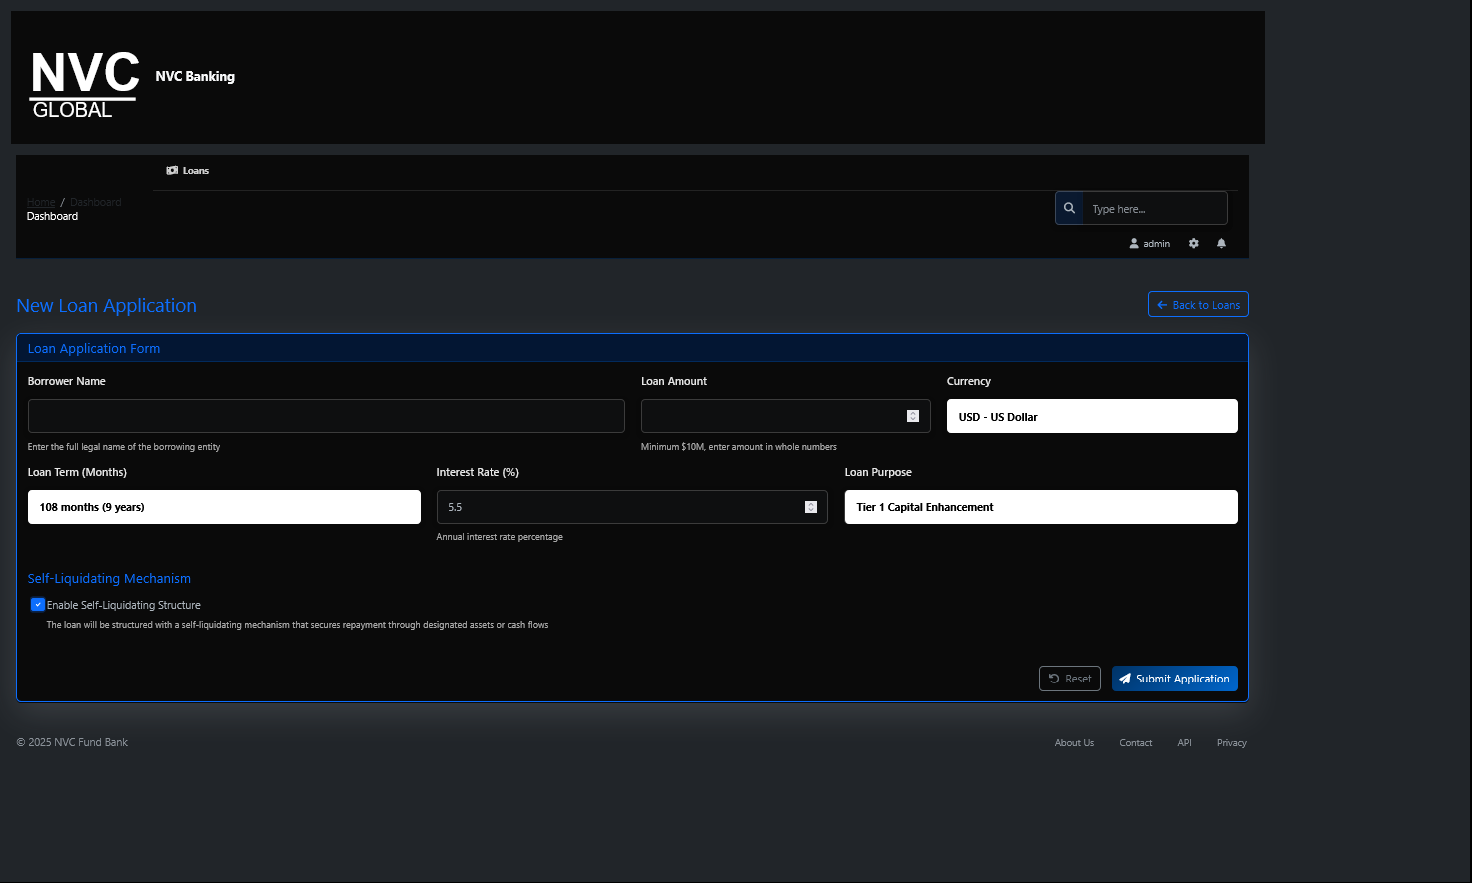 NVC
GLOBAL
NVC Banking
Loans
Home / Dashboard
Dashboard
Type here...
admin
New Loan Application
Back to Loans
Loan Application Form
Borrower Name
Loan Amount
Currency
USD - US Dollar
Enter the full legal name of the borrowing entity
Minimum $10M, enter amount in whole numbers
Loan Term (Months)
Interest Rate (%)
Loan Purpose
108 months (9 years)
5.5
Tier 1 Capital Enhancement
Annual interest rate percentage
Self-Liquidating Mechanism
Enable Self-Liquidating Structure
The loan will be structured with a self-liquidating mechanism that secures repayment through designated assets or cash flows
Reset
Submit Application
© 2025 NVC Fund Bank
About Us
Contact
API
Privacy